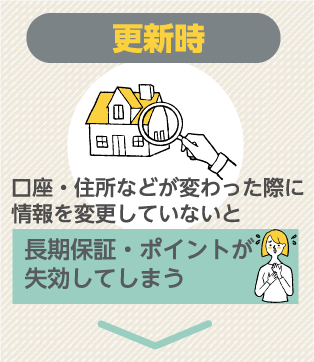 更新時
口座・住所などが変わった際に
情報を変更していないと
長期保証・ポイントが
失効してしまう